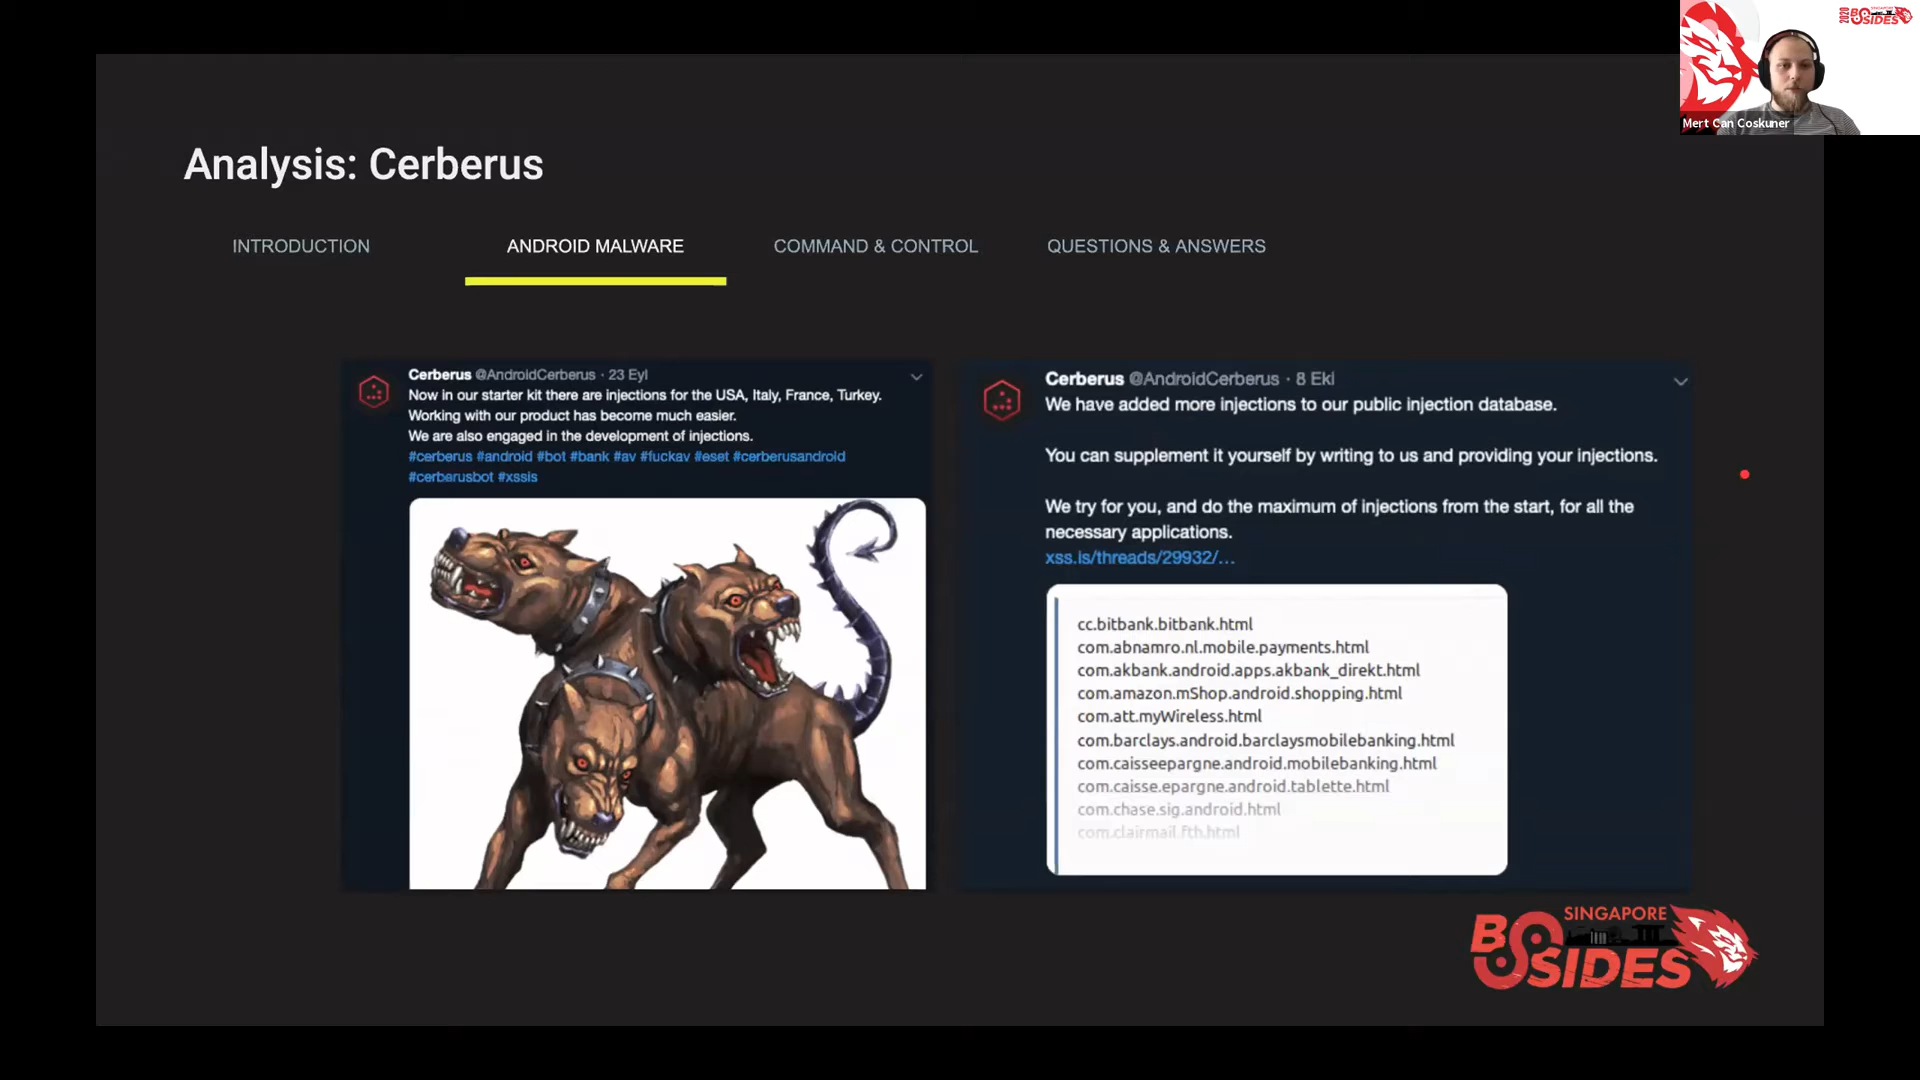 2020 BSIDES
Mert Can Coskuner
Analysis: Cerberus
INTRODUCTION
ANDROID MALWARE
COMMAND & CONTROL
QUESTIONS & ANSWERS
Cerberus @AndroidCerberus · 23 Eyl
Now in our starter kit there are injections for the USA, Italy, France, Turkey.
Working with our product has become much easier.
We are also engaged in the development of injections.
#cerberus #android #bot #bank #av #fuckav #eset #cerberusandroid
#cerberusbot #xssis
Cerberus @AndroidCerberus · 8 Eki
We have added more injections to our public injection database.
You can supplement it yourself by writing to us and providing your injections.
We try for you, and do the maximum of injections from the start, for all the
necessary applications.
xss.is/threads/29932/...
cc.bitbank.bitbank.html
com.abnamro.nl.mobile.payments.html
com.akbank.android.apps.akbank_direkt.html
com.amazon.mShop.android.shopping.html
com.att.myWireless.html
com.barclays.android.barclaysmobilebanking.html
com.caisseepargne.android.mobilebanking.html
com.caisse.epargne.android.tablette.html
com.chase.sig.android.html
com.clairmail.fth.html
SINGAPORE
BSIDES